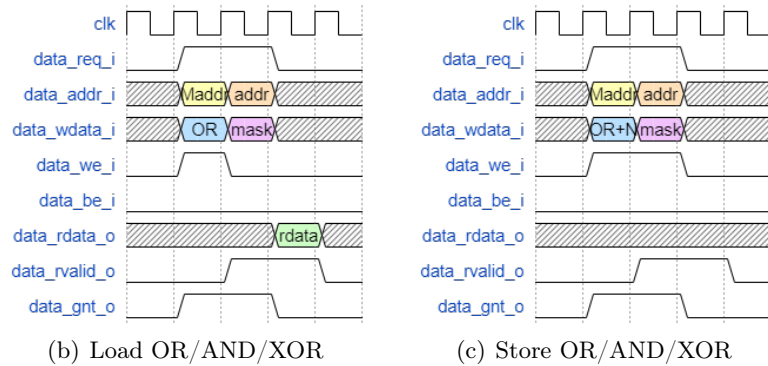 clk
data_req_i
data_addr_i Maddr addr
data_wdata_i OR mask
data_we_i
data_be_i
data_rdata_o rdata
data_rvalid_o
data_gnt_o
(b) Load OR/AND/XOR
clk
data_req_i
data_addr_i Maddr addr
data_wdata_i OR+N mask
data_we_i
data_be_i
data_rdata_o
data_rvalid_o
data_gnt_o
(c) Store OR/AND/XOR